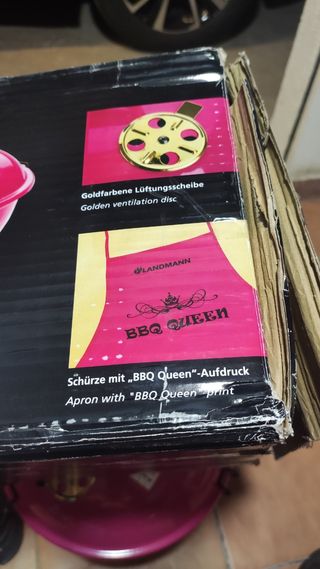 Goldfarbene Lüftungsscheibe
Golden ventilation disc
LANDMANN
BBQ QUEEN
Schürze mit „BBQ Queen“-Aufdruck
Apron with "BBQ Queen" print